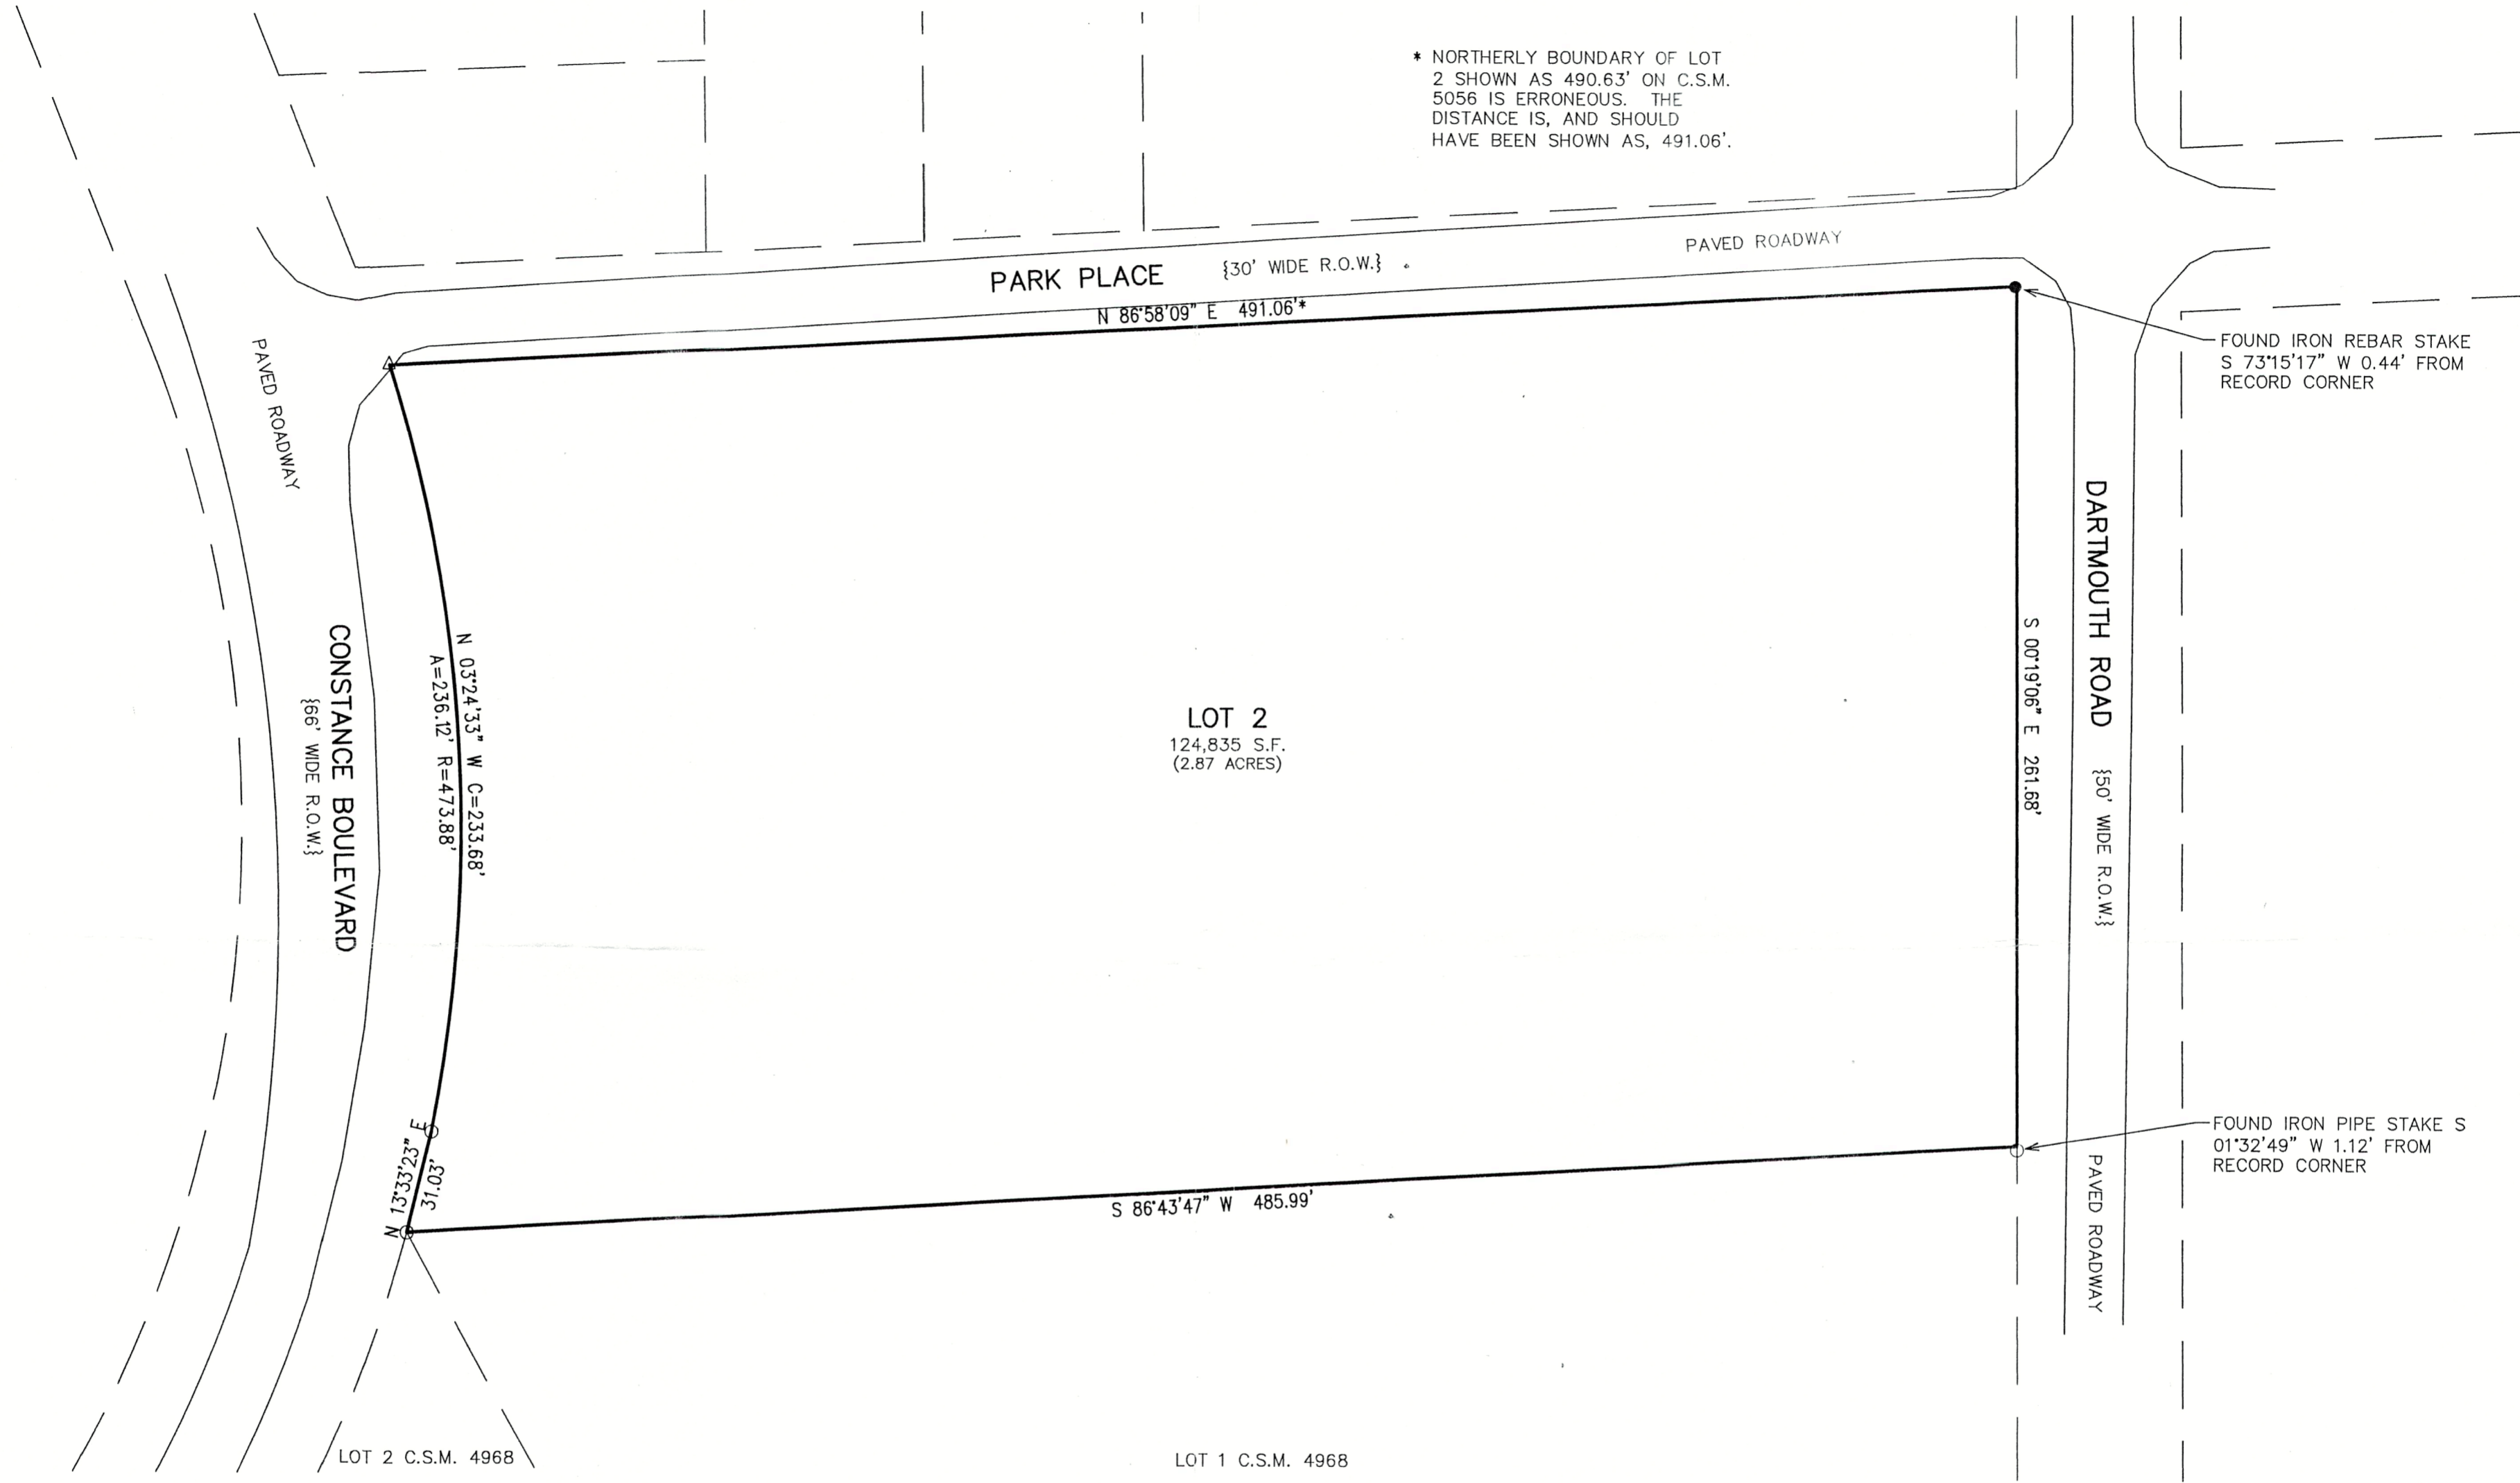 * NORTHERLY BOUNDARY OF LOT
2 SHOWN AS 490.63' ON C.S.M.
5056 IS ERRONEOUS. THE
DISTANCE IS, AND SHOULD
HAVE BEEN SHOWN AS, 491.06'.
PAVED ROADWAY
PARK PLACE {30' WIDE R.O.W.}
N 86°58'09" E 491.06'*
FOUND IRON REBAR STAKE
S 73°15'17" W 0.44' FROM
RECORD CORNER
PAVED ROADWAY
CONSTANCE BOULEVARD
{66' WIDE R.O.W.}
N 03°24'33" W C=233.68'
A=236.12' R=473.88'
LOT 2
124,835 S.F.
(2.87 ACRES)
S 00°19'06" E 261.68'
DARTMOUTH ROAD {50' WIDE R.O.W.}
N 13°33'23" E
31.03'
S 86°43'47" W 485.99'
FOUND IRON PIPE STAKE S
01°32'49" W 1.12' FROM
RECORD CORNER
PAVED ROADWAY
LOT 2 C.S.M. 4968
LOT 1 C.S.M. 4968